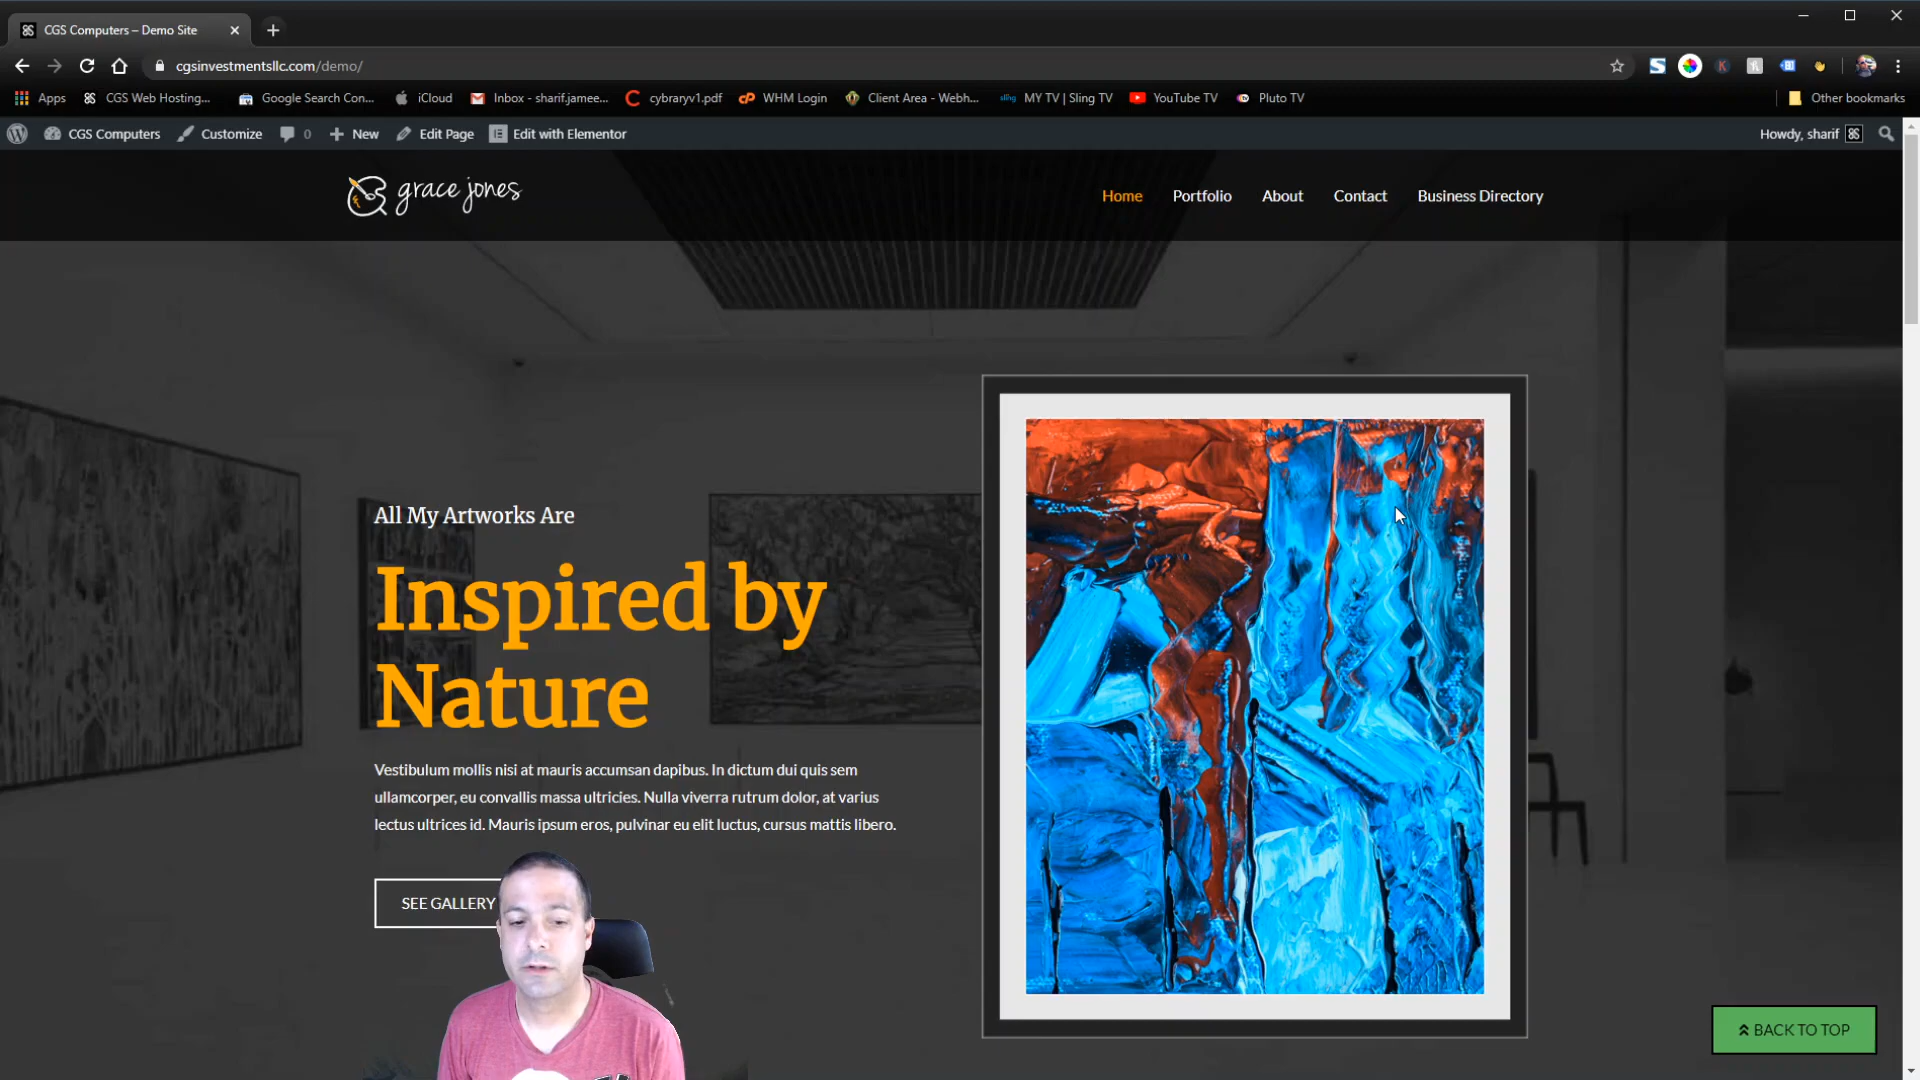 CGS Computers – Demo Site
cgsinvestmentsllc.com/demo/
Apps
CGS Web Hosting...
Google Search Con...
iCloud
Inbox - sharif.jamee...
cybraryv1.pdf
WHM Login
Client Area - Webh...
sling MY TV | Sling TV
YouTube TV
Pluto TV
Other bookmarks
CGS Computers
Customize
0
New
Edit Page
Edit with Elementor
Howdy, sharif
grace jones
Home
Portfolio
About
Contact
Business Directory
All My Artworks Are
Inspired by
Nature
Vestibulum mollis nisi at mauris accumsan dapibus. In dictum dui quis sem
ullamcorper, eu convallis massa ultricies. Nulla viverra rutrum dolor, at varius
lectus ultrices id. Mauris ipsum eros, pulvinar eu elit luctus, cursus mattis libero.
SEE GALLERY
BACK TO TOP